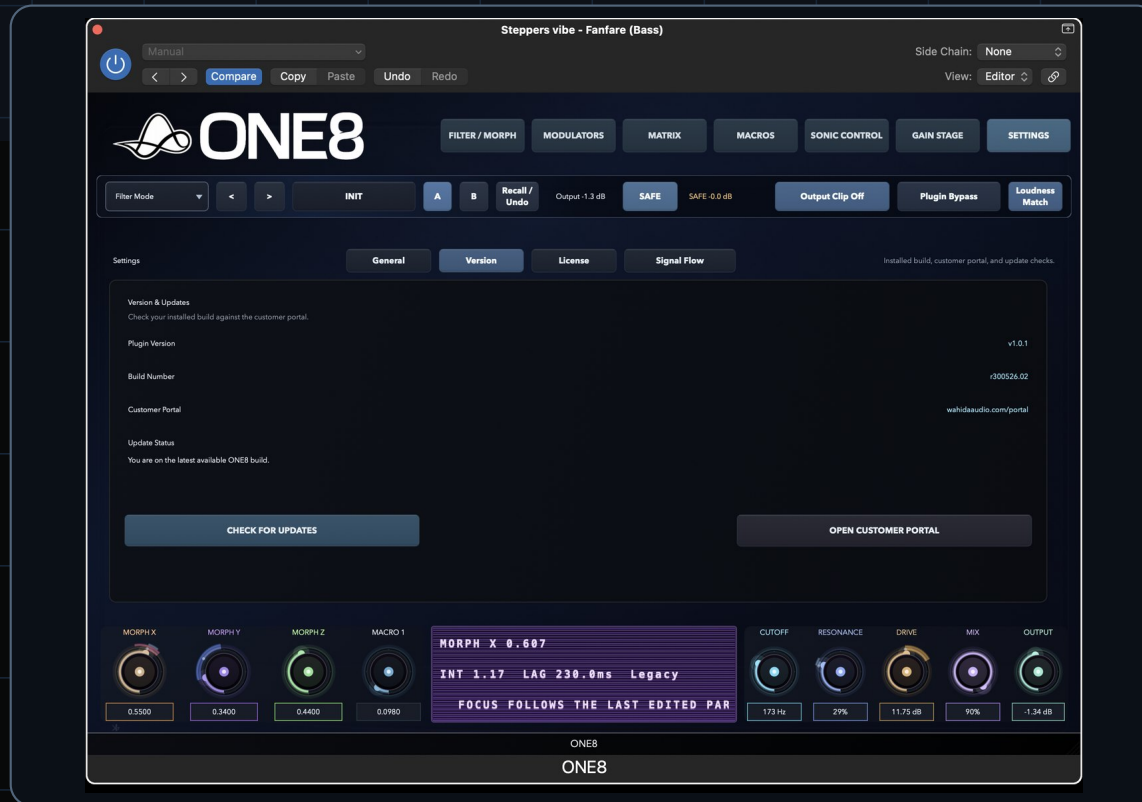 Steppers vibe - Fanfare (Bass)
Manual
Side Chain: None
Compare Copy Paste Undo Redo
View: Editor
ONE8
FILTER / MORPH MODULATORS MATRIX MACROS SONIC CONTROL GAIN STAGE SETTINGS
Filter Mode < > INIT A B Recall / Undo Output -1.3 dB SAFE SAFE -0.0 dB Output Clip Off Plugin Bypass Loudness Match
Settings General Version License Signal Flow Installed build, customer portal, and update checks.
Version & Updates
Check your installed build against the customer portal.
Plugin Version v1.0.1
Build Number r300526.02
Customer Portal wahidaaudio.com/portal
Update Status
You are on the latest available ONE8 build.
CHECK FOR UPDATES OPEN CUSTOMER PORTAL
MORPH X MORPH Y MORPH Z MACRO 1 CUTOFF RESONANCE DRIVE MIX OUTPUT
MORPH X 0.607
INT 1.17 LAG 230.0ms Legacy
FOCUS FOLLOWS THE LAST EDITED PAR
0.5500 0.3400 0.4400 0.0980 173 Hz 29% 11.75 dB 90% -1.34 dB
ONE8
ONE8